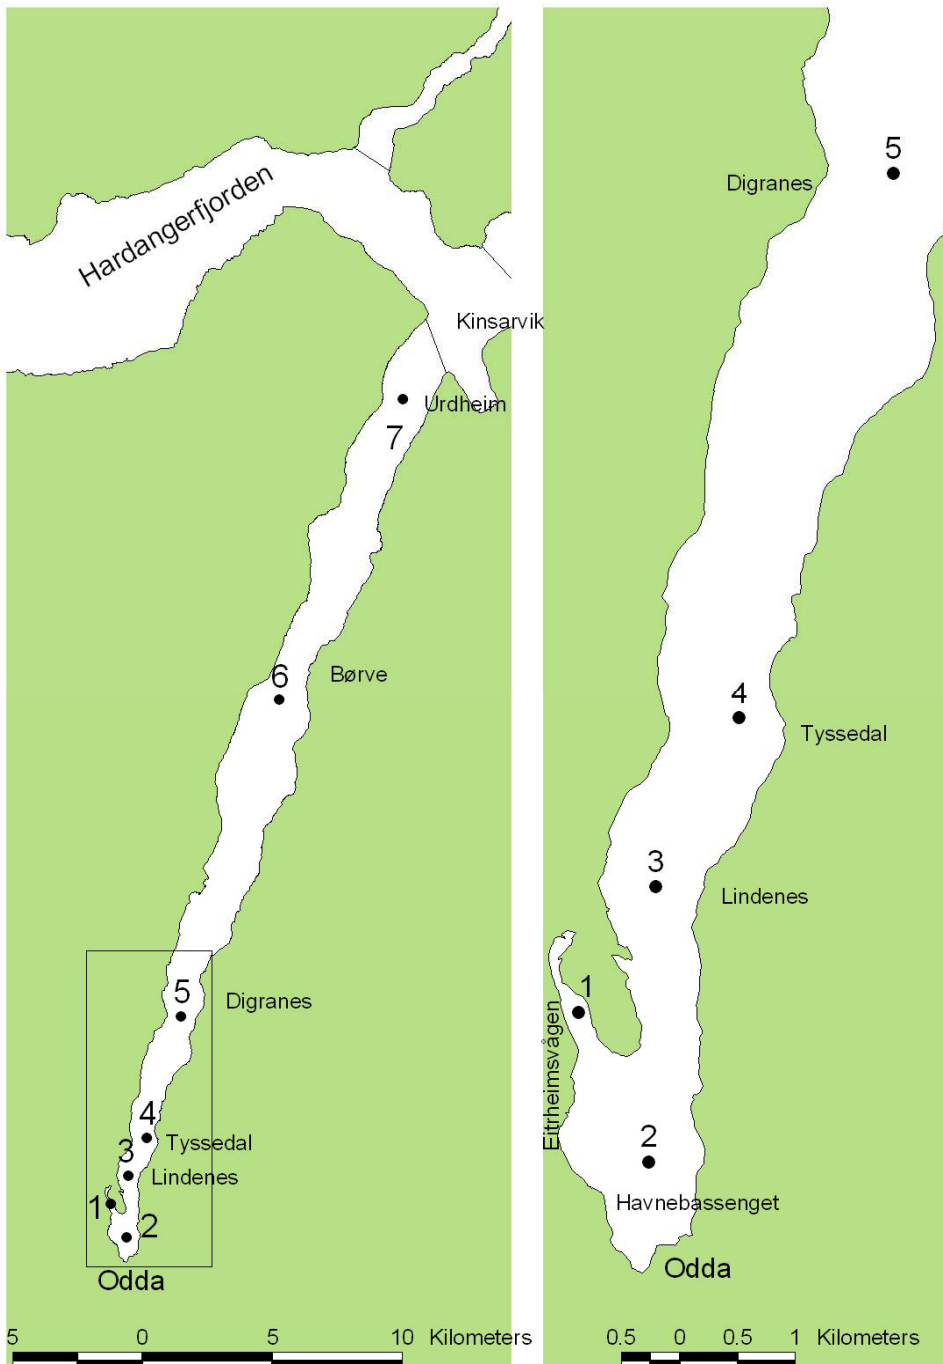 Hardangerfjorden
Kinsarvik
Urdheim
7
6
Børve
5
Digranes
4
Tyssedal
3
Lindenes
1
2
Odda
5 0 5 10 Kilometers
5
Digranes
4
Tyssedal
3
Lindenes
1
Eitrheimsvågen
2
Havnebassenget
Odda
0.5 0 0.5 1 Kilometers